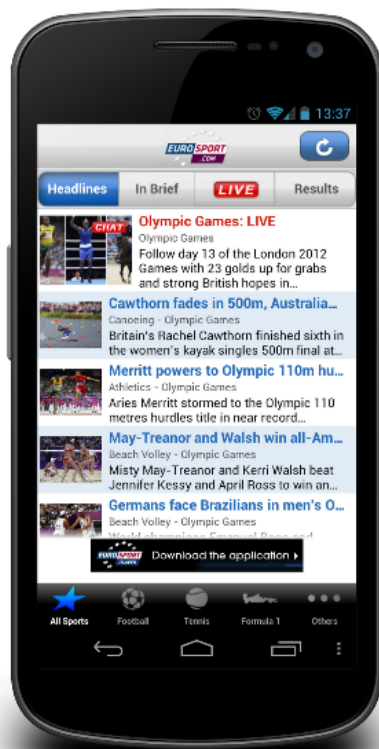 13:37
EUROSPORT
.COM
Headlines
In Brief
LIVE
Results
CHAT
Olympic Games: LIVE
Olympic Games
Follow day 13 of the London 2012
Games with 23 golds up for grabs
and strong British hopes in...
Cawthorn fades in 500m, Australia...
Canoeing - Olympic Games
Britain's Rachel Cawthorn finished sixth in
the women's kayak singles 500m final at...
Merritt powers to Olympic 110m hu...
Athletics - Olympic Games
Aries Merritt stormed to the Olympic 110
metres hurdles title in near record...
May-Treanor and Walsh win all-Am...
Beach Volley - Olympic Games
Misty May-Treanor and Kerri Walsh beat
Jennifer Kessy and April Ross to win an...
Germans face Brazilians in men's O...
Beach Volley - Olympic Games
World champions Emanuel Rego and
EUROSPORT
.COM
Download the application
All Sports
Football
Tennis
Formula 1
Others